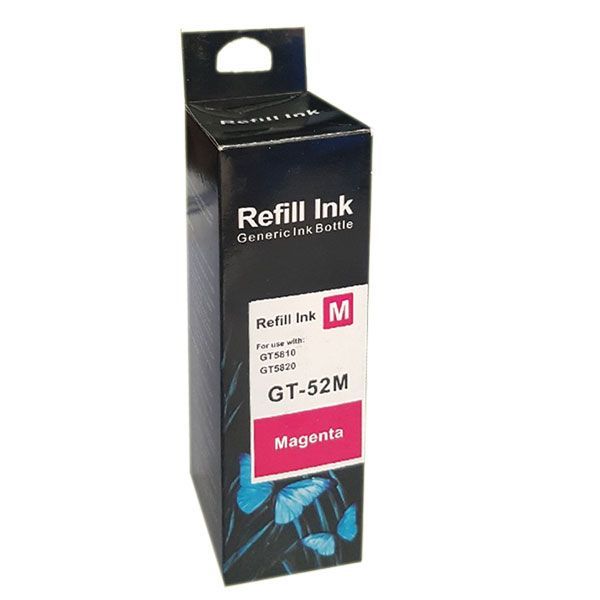 Refill Ink
Refill Ink
Generic Ink Bottle
Refill Ink M
For use with:
GT5810
GT5820
GT-52M
Magenta